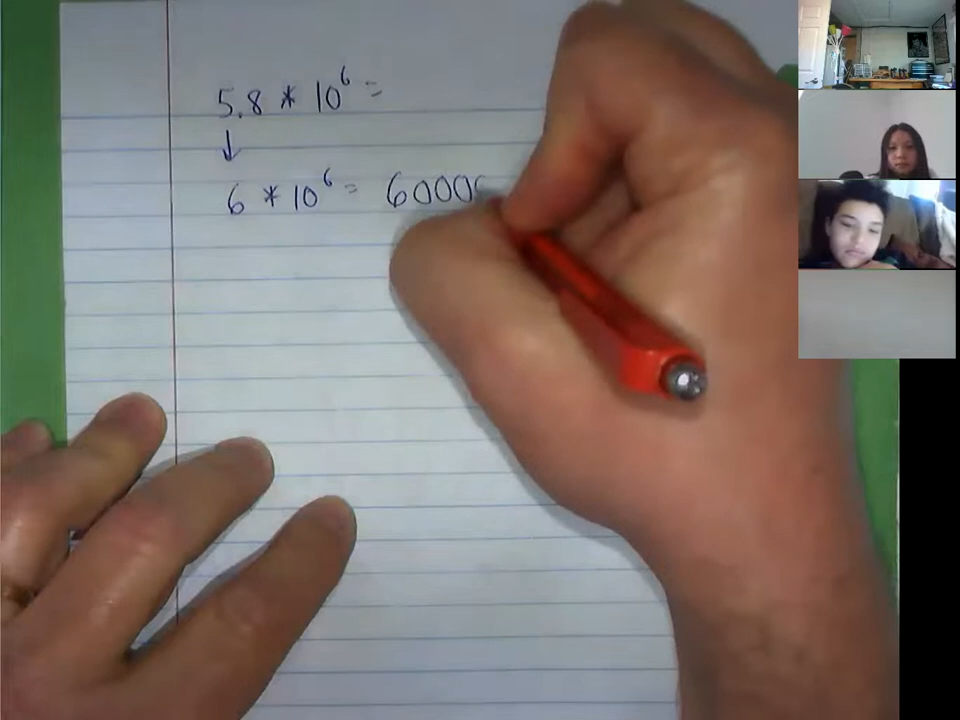 5.8 * 10⁶ =
6 * 10⁶ = 6000